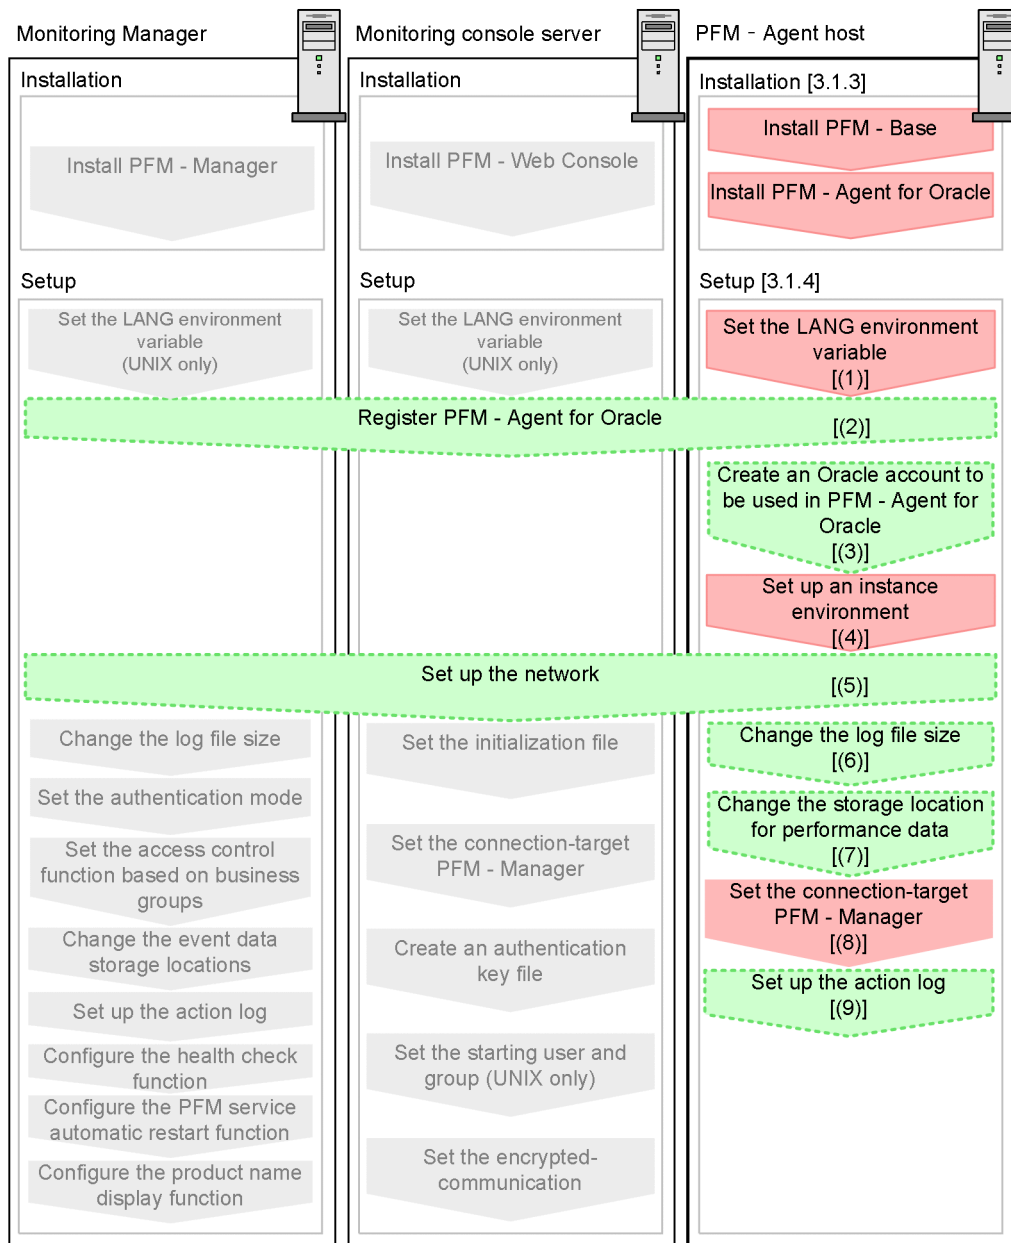 Monitoring Manager
Installation
Install PFM - Manager
Setup
Set the LANG environment
variable
(UNIX only)
Monitoring console server
Installation
Install PFM - Web Console
Setup
Set the LANG environment
variable
(UNIX only)
PFM - Agent host
Installation [3.1.3]
Install PFM - Base
Install PFM - Agent for Oracle
Setup [3.1.4]
Set the LANG environment
variable
[(1)]
Register PFM - Agent for Oracle
[(2)]
Create an Oracle account to
be used in PFM - Agent for
Oracle
[(3)]
Set up an instance
environment
[(4)]
Set up the network
[(5)]
Change the log file size
Set the authentication mode
Set the access control
function based on business
groups
Change the event data
storage locations
Set up the action log
Configure the health check
function
Configure the PFM service
automatic restart function
Configure the product name
display function
Set the initialization file
Set the connection-target
PFM - Manager
Create an authentication
key file
Set the starting user and
group (UNIX only)
Set the encrypted-
communication
Change the log file size
[(6)]
Change the storage location
for performance data
[(7)]
Set the connection-target
PFM - Manager
[(8)]
Set up the action log
[(9)]